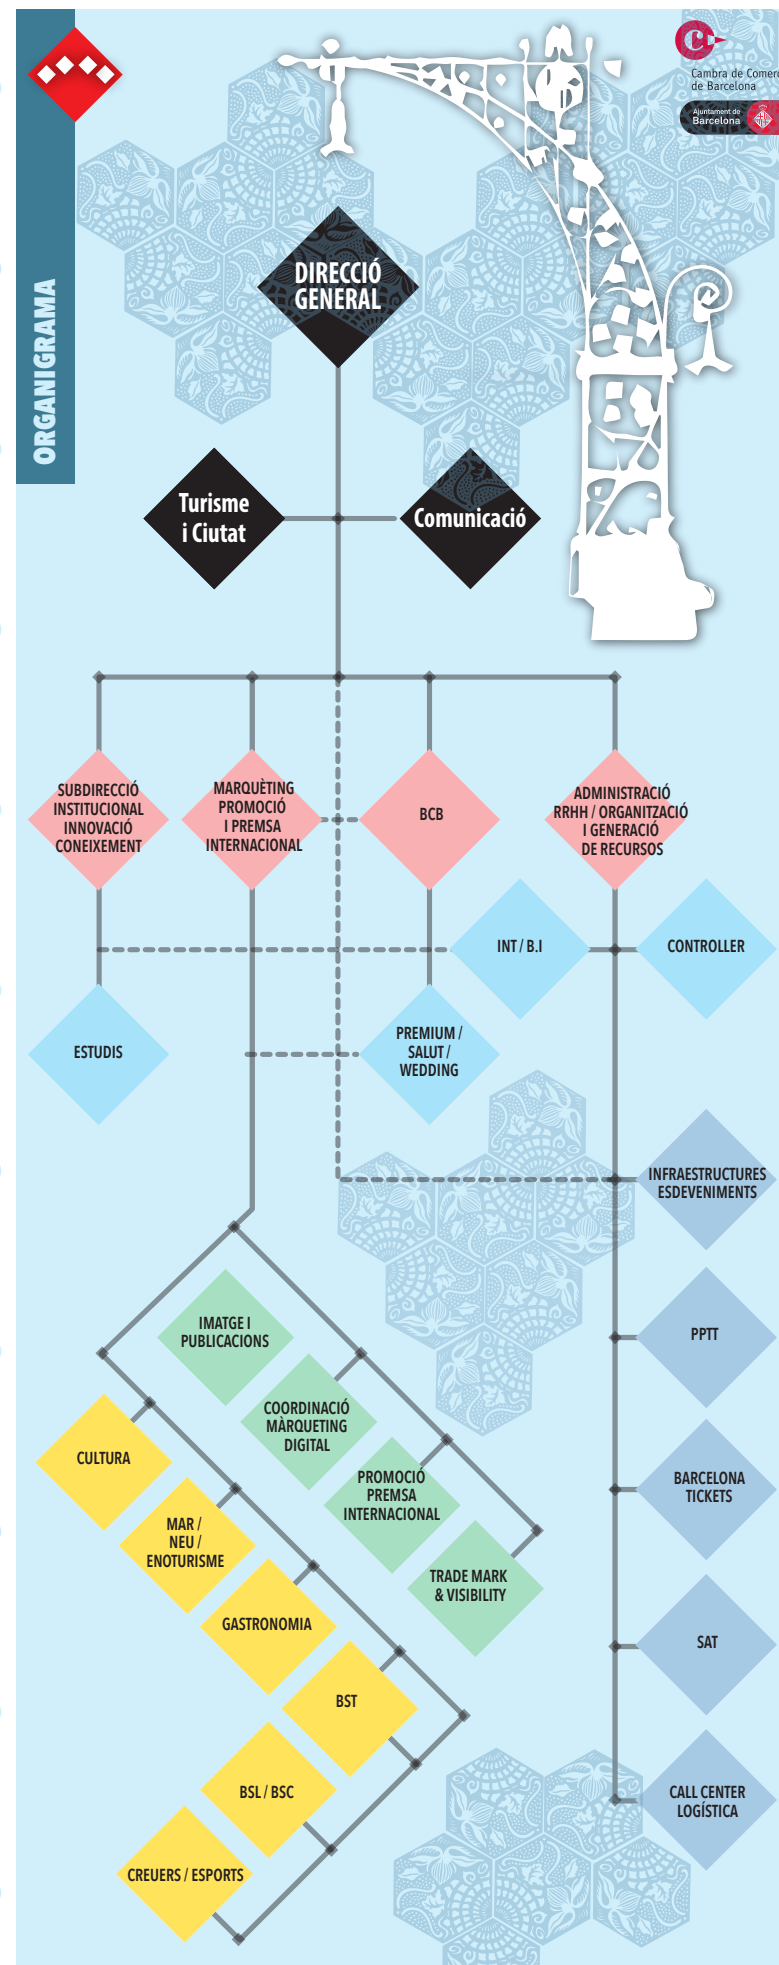 Cambra de Comerç
de Barcelona
Ajuntament de
Barcelona
ORGANIGRAMA
DIRECCIÓ
GENERAL
Turisme
i Ciutat
Comunicació
SUBDIRECCIÓ
INSTITUCIONAL
INNOVACIÓ
CONEIXEMENT
MARQUÈTING
PROMOCIÓ
I PREMSA
INTERNACIONAL
BCB
ADMINISTRACIÓ
RRHH / ORGANITZACIÓ
I GENERACIÓ
DE RECURSOS
INT / B.I
CONTROLLER
ESTUDIS
PREMIUM /
SALUT /
WEDDING
INFRAESTRUCTURES
ESDEVENIMENTS
IMATGE I
PUBLICACIONS
PPTT
COORDINACIÓ
MÀRQUETING
DIGITAL
CULTURA
PROMOCIÓ
PREMSA
INTERNACIONAL
BARCELONA
TICKETS
MAR /
NEU /
ENOTURISME
TRADE MARK
& VISIBILITY
GASTRONOMIA
SAT
BST
BSL / BSC
CALL CENTER
LOGÍSTICA
CREUERS / ESPORTS